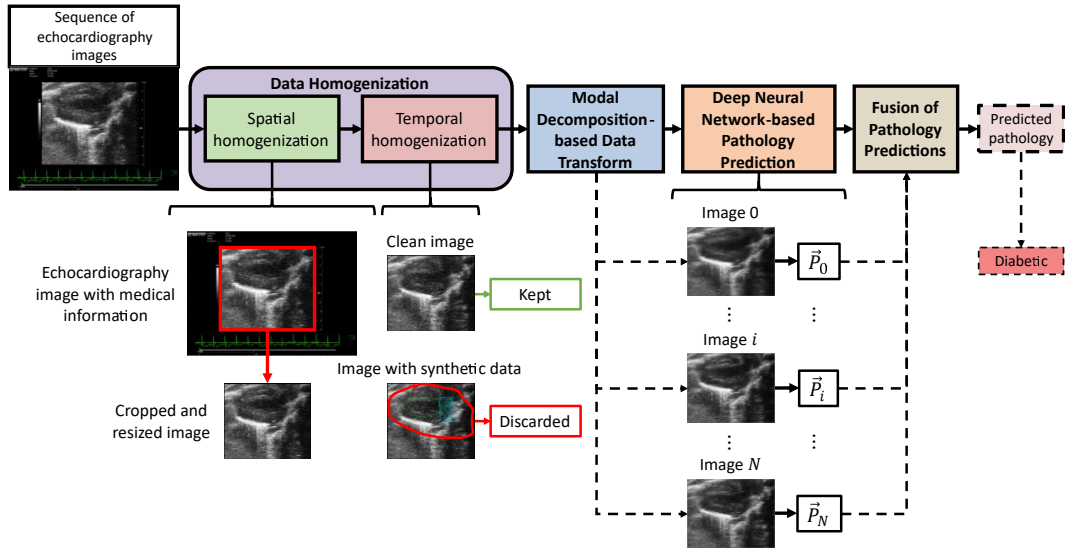 Sequence of
echocardiography
images
Data Homogenization
Spatial
homogenization
Temporal
homogenization
Modal
Decomposition-
based Data
Transform
Deep Neural
Network-based
Pathology
Prediction
Fusion of
Pathology
Predictions
Predicted
pathology
Diabetic
Echocardiography
image with medical
information
Cropped and
resized image
Clean image
Kept
Image with synthetic data
Discarded
Image 0
P⃗₀
...
...
Image i
P⃗ᵢ
...
...
Image N
P⃗_N